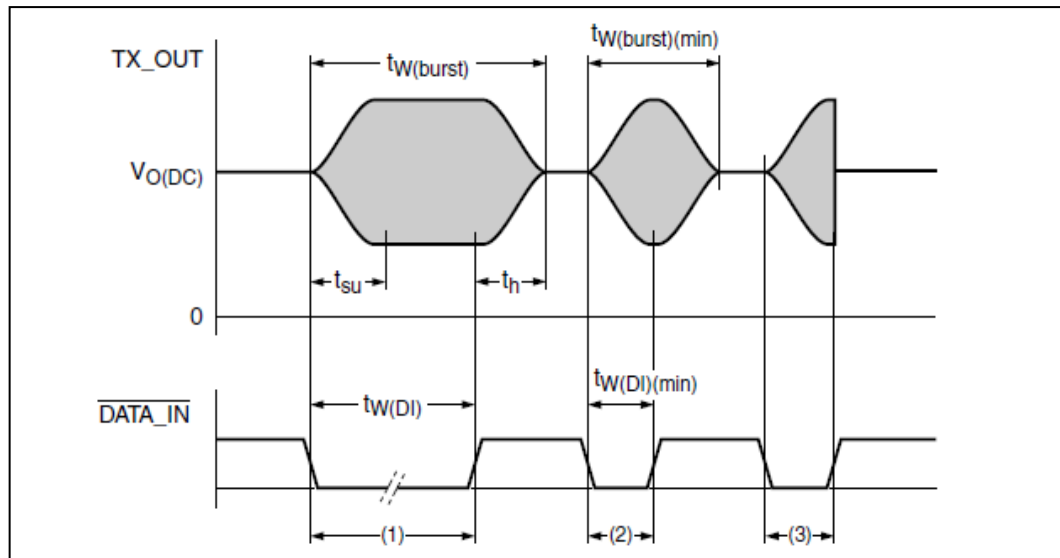 TX_OUT
tW(burst)
tW(burst)(min)
VO(DC)
tsu
th
0
tW(DI)
tW(DI)(min)
DATA_IN
(1)
(2)
(3)